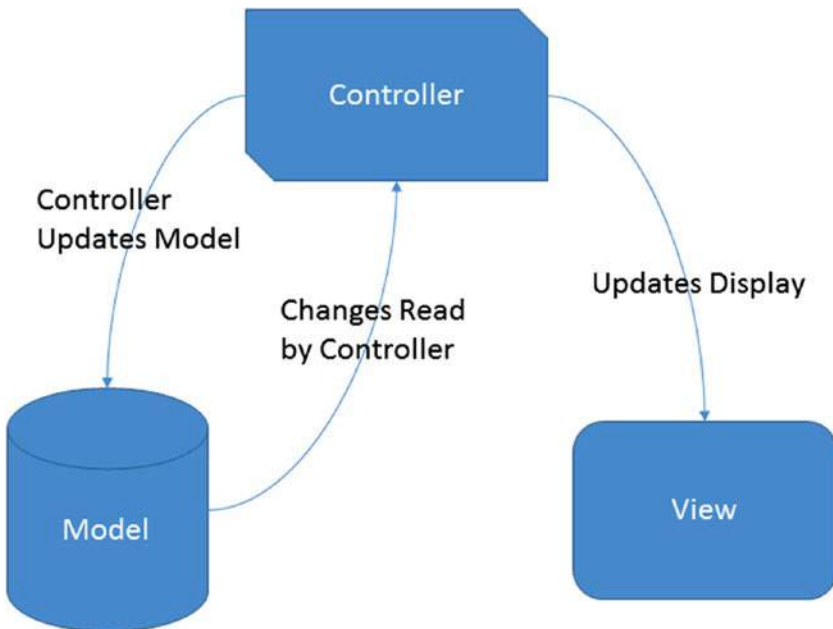 Controller
Controller
Updates Model
Changes Read
by Controller
Updates Display
Model
View